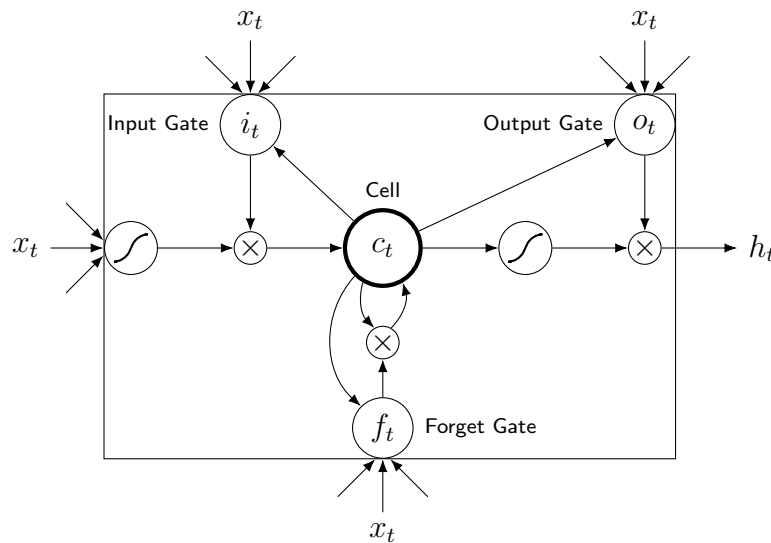 x_t x_t
Input Gate i_t Output Gate o_t
Cell
x_t × c_t × h_t
×
f_t Forget Gate
x_t